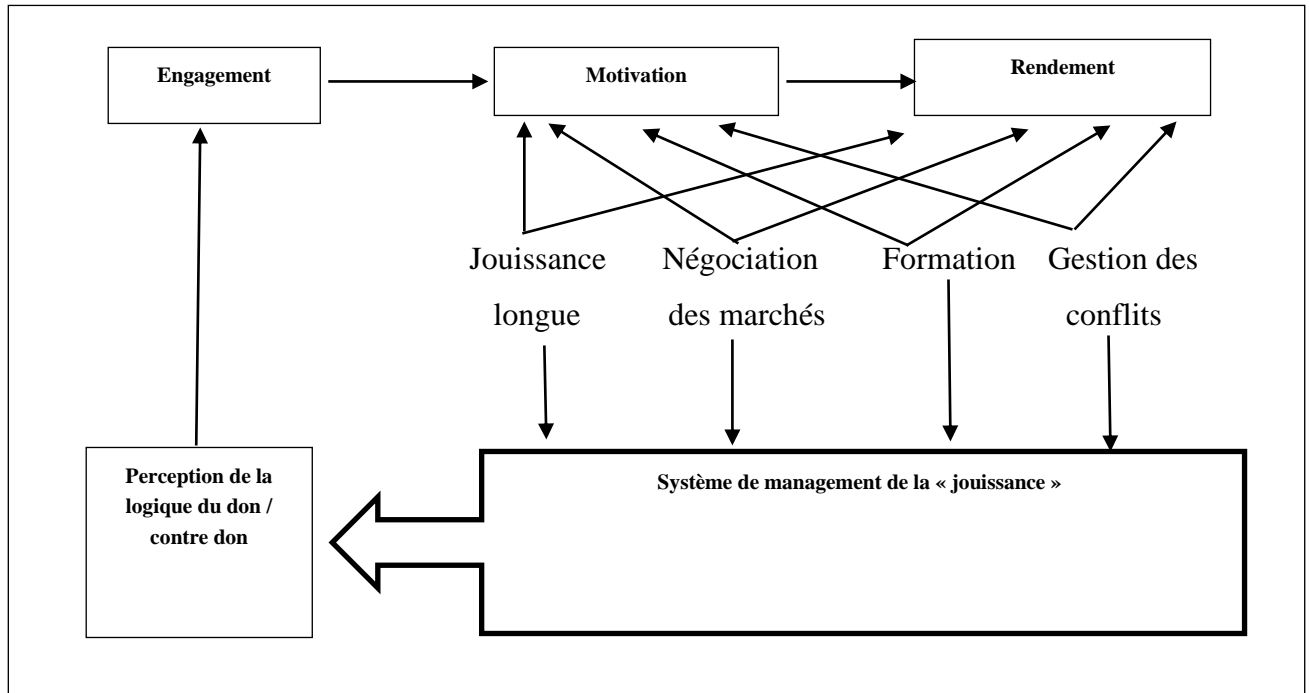 Engagement
Motivation
Rendement
Jouissance
longue
Négociation
des marchés
Formation
Gestion des
conflits
Perception de la
logique du don /
contre don
Système de management de la « jouissance »